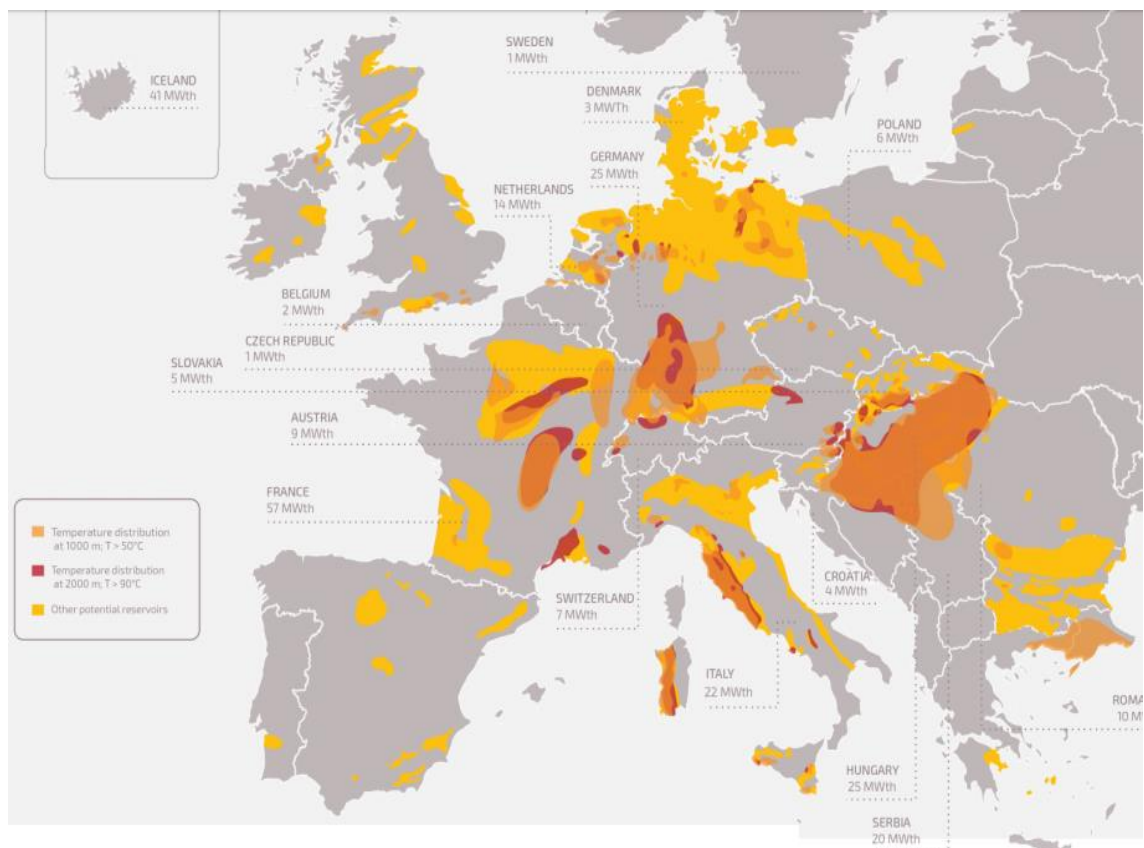 SWEDEN
1 MWth
ICELAND
41 MWth
DENMARK
3 MWTh
POLAND
6 MWth
GERMANY
25 MWth
NETHERLANDS
14 MWth
BELGIUM
2 MWth
CZECH REPUBLIC
1 MWth
SLOVAKIA
5 MWth
AUSTRIA
9 MWth
FRANCE
57 MWth
Temperature distribution
at 1000 m; T > 50°C
Temperature distribution
at 2000 m; T > 90°C
Other potential reservoirs
SWITZERLAND
7 MWth
CROATIA
4 MWth
ITALY
22 MWth
ROMA
10 M
HUNGARY
25 MWth
SERBIA
20 MWth